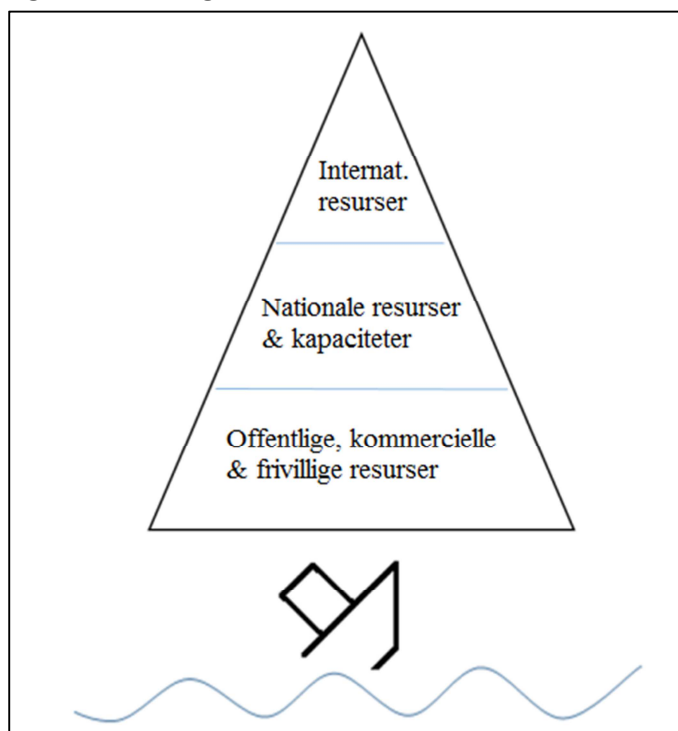 Internat.
resurser
Nationale resurser
& kapaciteter
Offentlige, kommercielle
& frivillige resurser